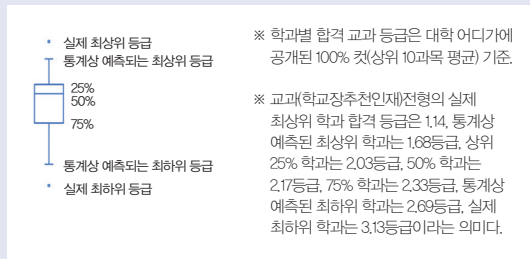 실제 최상위 등급
통계상 예측되는 최상위 등급
25%
50%
75%
통계상 예측되는 최하위 등급
실제 최하위 등급
※ 학과별 합격 교과 등급은 대학 어디가에
공개된 100% 컷(상위 10과목 평균) 기준.
※ 교과(학교장추천인재)전형의 실제
최상위 학과 합격 등급은 1.14, 통계상
예측된 최상위 학과는 1.68등급, 상위
25% 학과는 2.03등급, 50% 학과는
2.17등급, 75% 학과는 2.33등급, 통계상
예측된 최하위 학과는 2.69등급, 실제
최하위 학과는 3.13등급이라는 의미다.